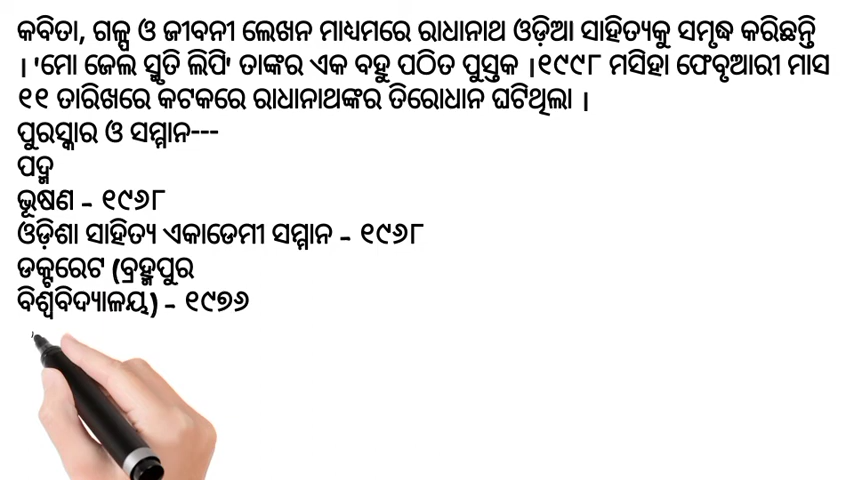 କବିତା, ଗଳ୍ପ ଓ ଜୀବନୀ ଲେଖନ ମାଧ୍ୟମରେ ରାଧାନାଥ ଓଡ଼ିଆ ସାହିତ୍ୟକୁ ସମୃଦ୍ଧ କରିଛନ୍ତି
| 'ମୋ ଜେଲ ସ୍ମୃତି ଲିପି' ତାଙ୍କର ଏକ ବହୁ ପଠିତ ପୁସ୍ତକ |୧୯୯୮ ମସିହା ଫେବୃଆରୀ ମାସ
୧୧ ତାରିଖରେ କଟକରେ ରାଧାନାଥଙ୍କର ତିରୋଧାନ ଘଟିଥିଲା |
ପୁରସ୍କାର ଓ ସମ୍ମାନ---
ପଦ୍ମ
ଭୂଷଣ - ୧୯୬୮
ଓଡ଼ିଶା ସାହିତ୍ୟ ଏକାଡେମୀ ସମ୍ମାନ - ୧୯୬୮
ଡକ୍ଟରେଟ (ବ୍ରହ୍ମପୁର
ବିଶ୍ୱବିଦ୍ୟାଳୟ) - ୧୯୭୬